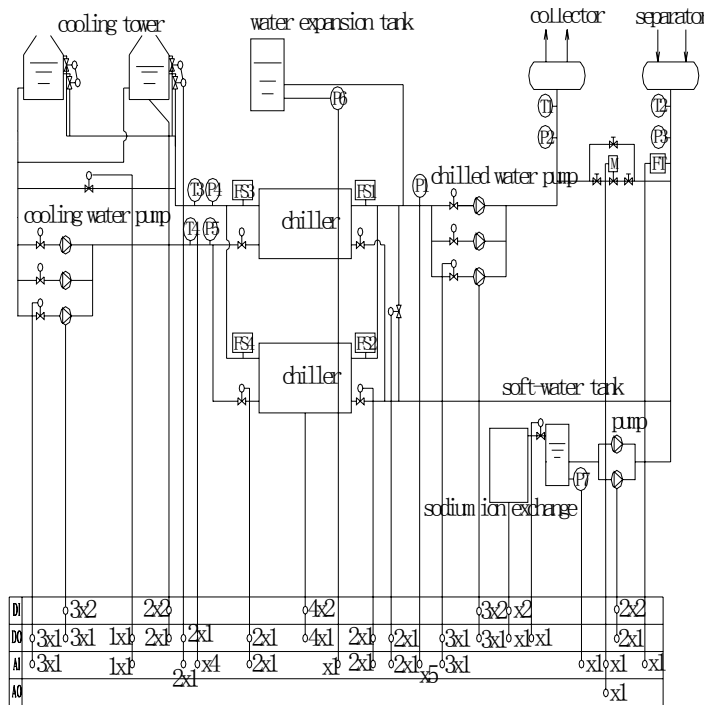 cooling tower
water expansion tank
collector
separator
P6
T1
T2
P2
P3
M
FT
T3
P4
FS3
FS1
P1
chilled water pump
chiller
cooling water pump
T4
P5
FS4
FS2
chiller
soft-water tank
pump
P7
sodium ion exchange
DI
3x2
2x2
4x2
3x2
x2
2x2
DO
3x1
3x1
1x1
2x1
2x1
2x1
4x1
2x1
2x1
3x1
3x1
x1
x1
2x1
AI
3x1
1x1
2x1
x4
2x1
x1
2x1
2x1
x5
3x1
x1
x1
x1
AO
x1